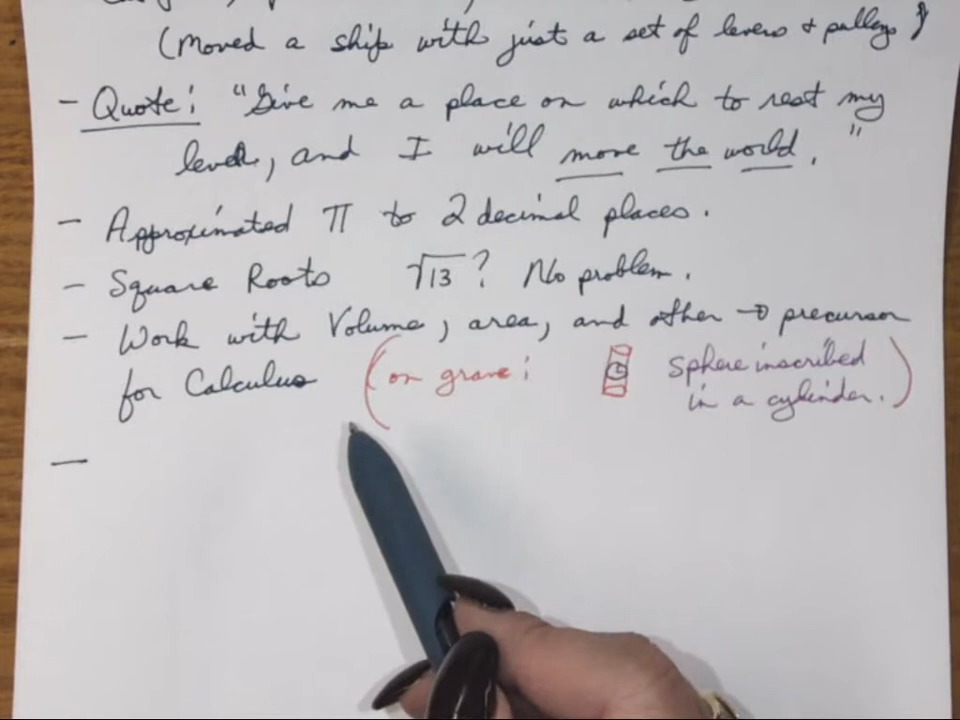 (Moved a ship with just a set of levers & pulleys)
- Quote: "Give me a place on which to rest my
lever, and I will move the world."
- Approximated π to 2 decimal places.
- Square Roots √13? No problem.
- Work with Volume, area, and other → precursor
for Calculus (on grave: sphere inscribed
in a cylinder.)
-